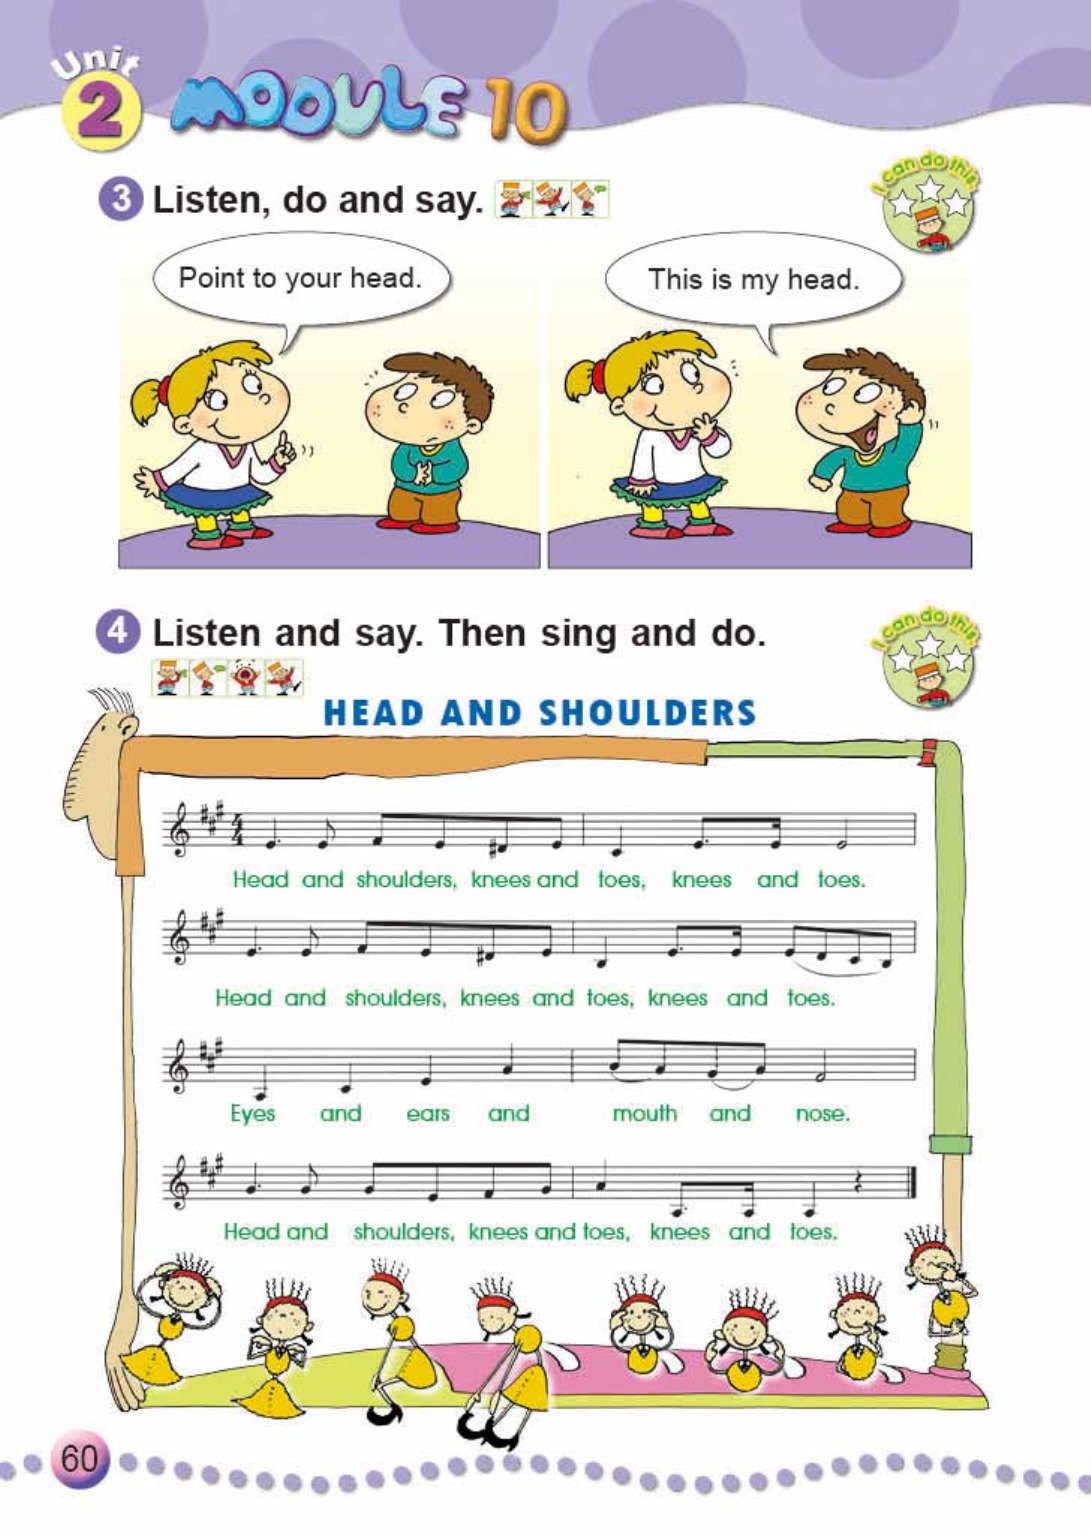 Unit
2 MODULE 10
3 Listen, do and say.
I can do this
Point to your head.
This is my head.
4 Listen and say. Then sing and do.
I can do this
HEAD AND SHOULDERS
4
4
Head and shoulders, knees and toes, knees and toes.
Head and shoulders, knees and toes, knees and toes.
Eyes and ears and mouth and nose.
Head and shoulders, knees and toes, knees and toes.
60